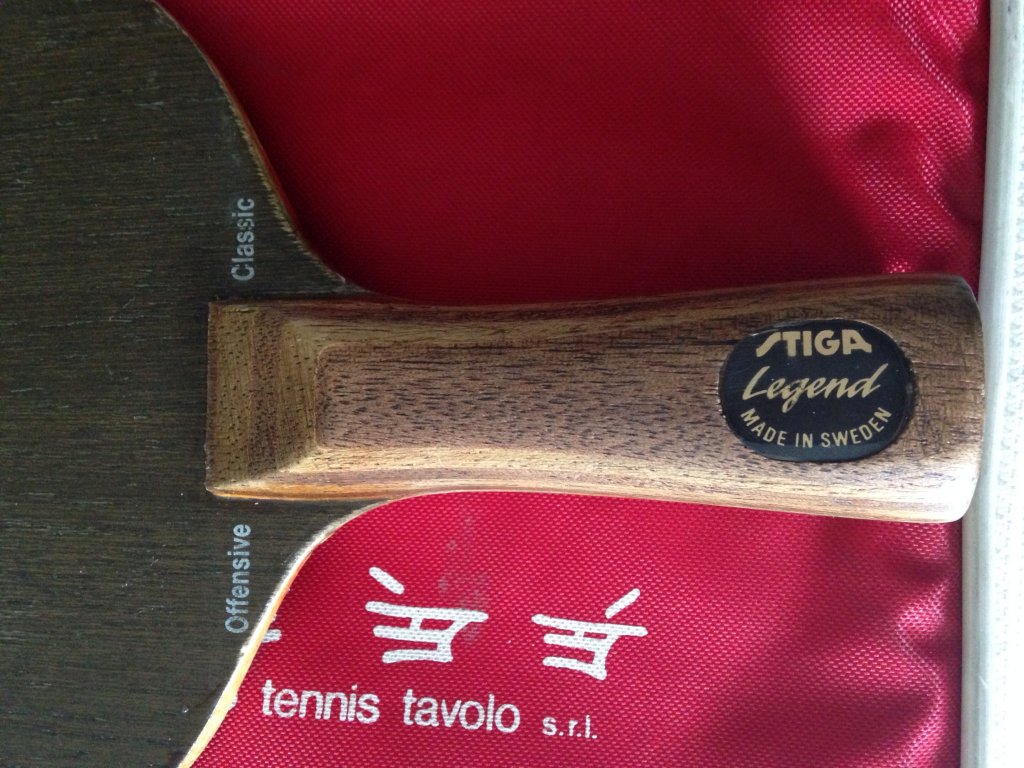 Classic
Offensive
STIGA
Legend
MADE IN SWEDEN
tennis tavolo s.r.l.